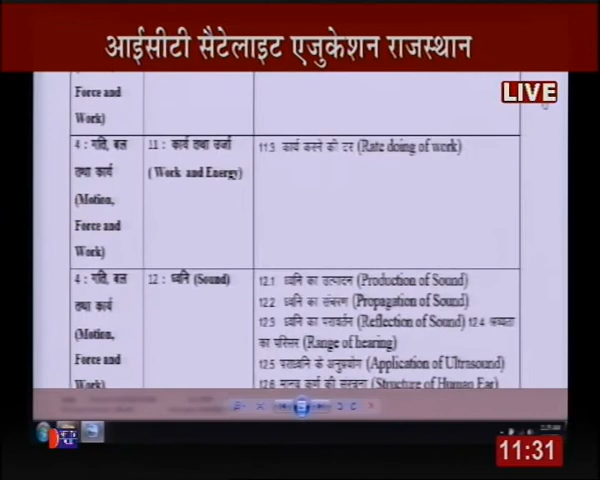 आईसीटी सैटेलाइट एजुकेशन राजस्थान
LIVE
Force and
Work)
4 : गति, बल
तथा कार्य
(Motion,
Force and
Work)
11 : कार्य तथा उर्जा
( Work and Energy)
11.3 कार्य करने की दर (Rate doing of work)
4 : गति, बल
तथा कार्य
(Motion,
Force and
Work)
12 : ध्वनि (Sound)
12.1 ध्वनि का उत्पादन (Production of Sound)
12.2 ध्वनि का संचरण (Propagation of Sound)
12.3 ध्वनि का परावर्तन (Reflection of Sound) 12.4 श्रव्यता
का परिसर (Range of hearing)
12.5 पराध्वनि के अनुप्रयोग (Application of Ultrasound)
12.6 मानव कर्ण की संरचना (Structure of Human Ear)
11:31